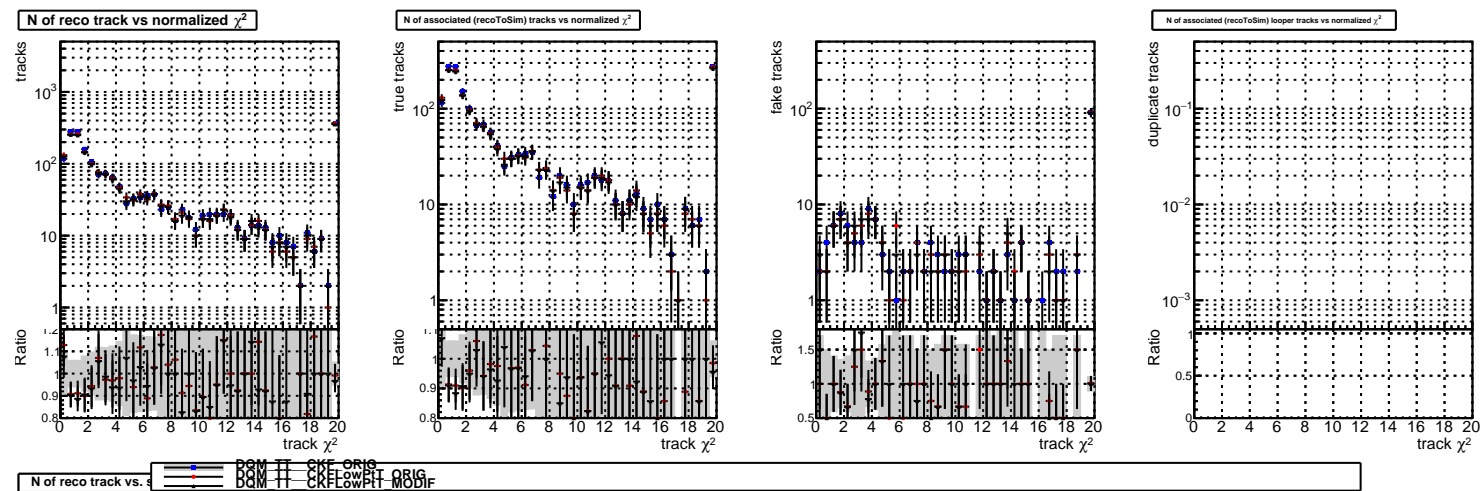 N of reco track vs normalized χ²
N of associated (recoToSim) tracks vs normalized χ²
N of associated (recoToSim) looper tracks vs normalized χ²
tracks
10³
10²
10
1
Ratio
1.2
1.1
1
0.9
0.8
0 2 4 6 8 10 12 14 16 18 20
track χ²
true tracks
10²
10
1
Ratio
1
0.9
0.8
0 2 4 6 8 10 12 14 16 18 20
track χ²
fake tracks
10²
10
1
Ratio
1.5
1
0.5
0 2 4 6 8 10 12 14 16 18 20
track χ²
duplicate tracks
10⁻¹
10⁻²
10⁻³
Ratio
1
0.5
0
0 2 4 6 8 10 12 14 16 18 20
track χ²
N of reco track vs.
DQM_TT__CKF_ORIG
DQM_TT__CKFLowPtT_ORIG
DQM_TT__CKFLowPtT_MODIF